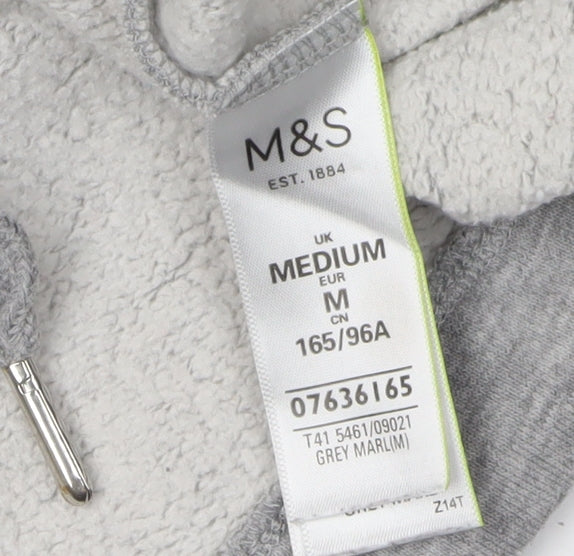 M&S
EST. 1884
UK
MEDIUM
EUR
M
CN
165/96A
07636165
T41 5461/09021
GREY MARL(M)
Z14T